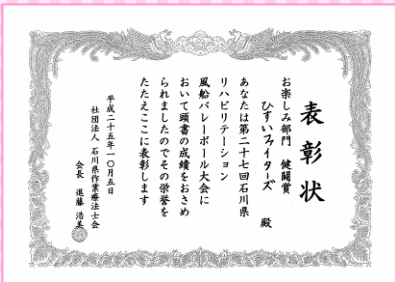 表彰状
お楽しみ部門 健闘賞
ひすいファイターズ 殿
あなたは第二十七回石川県
リハビリテーション
風船バレーボール大会に
おいて頭書の成績をおさめ
られましたのでその栄誉を
たたえここに表彰します
平成二十五年一〇月五日
社団法人 石川県作業療法士会
会長 進藤 浩美